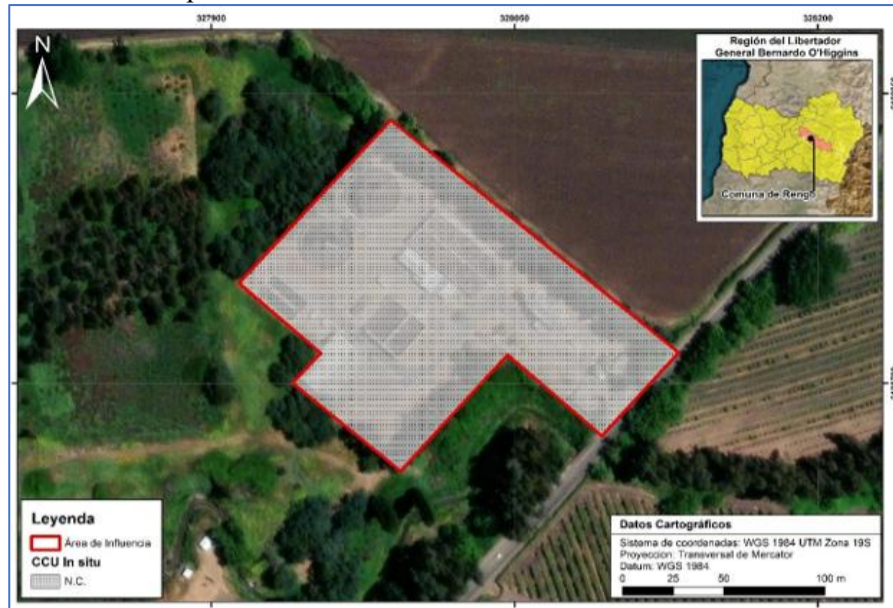 327900
328200
N
Región del Libertador
General Bernardo O'Higgins
Comuna de Rengo
Leyenda
Área de Influencia
CCU In situ
N.C.
Datos Cartográficos
Sistema de coordenadas: WGS 1984 UTM Zona 19S
Proyeccion: Transversal de Mercator
Datum: WGS 1984
0 25 50 100 m